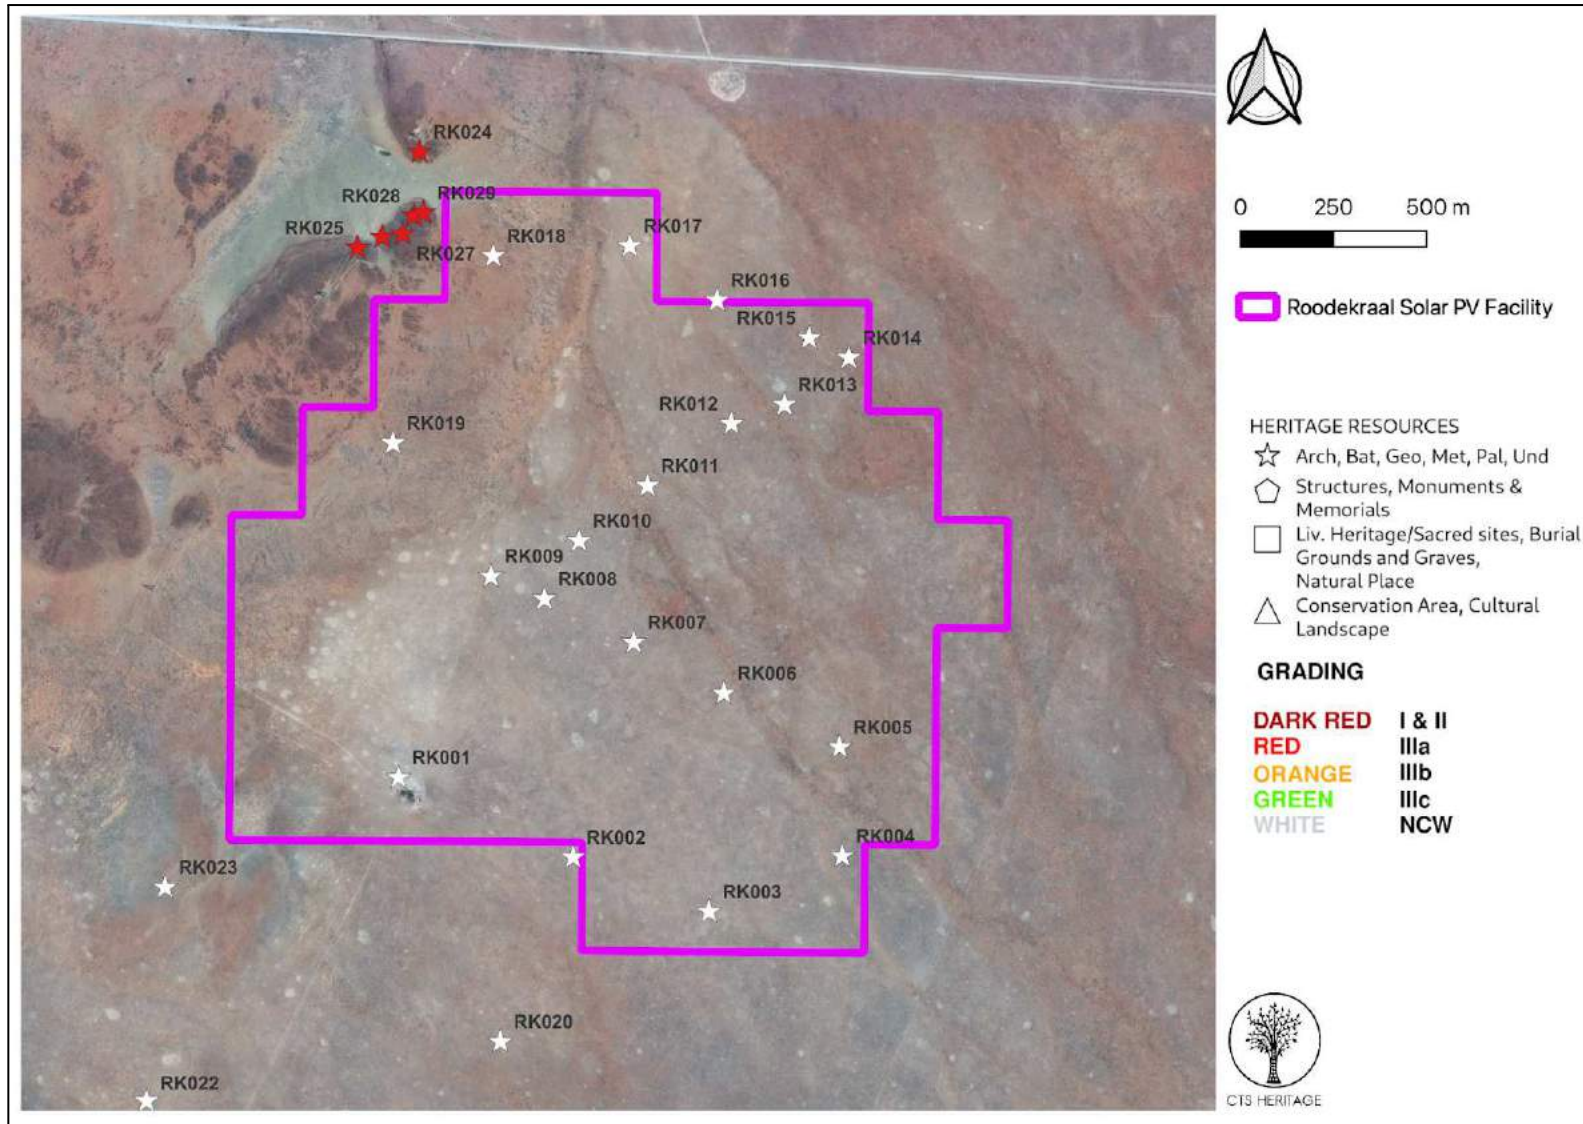 RK024
RK028
RK029
RK025
RK027
RK018
RK017
RK016
RK015
RK014
RK013
RK012
RK019
RK011
RK010
RK009
RK008
RK007
RK006
RK005
RK001
RK002
RK004
RK023
RK003
RK020
RK022
0 250 500 m
Roodekraal Solar PV Facility
HERITAGE RESOURCES
Arch, Bat, Geo, Met, Pal, Und
Structures, Monuments &
Memorials
Liv. Heritage/Sacred sites, Burial
Grounds and Graves,
Natural Place
Conservation Area, Cultural
Landscape
GRADING
DARK RED I & II
RED IIIa
ORANGE IIIb
GREEN IIIc
WHITE NCW
CTS HERITAGE